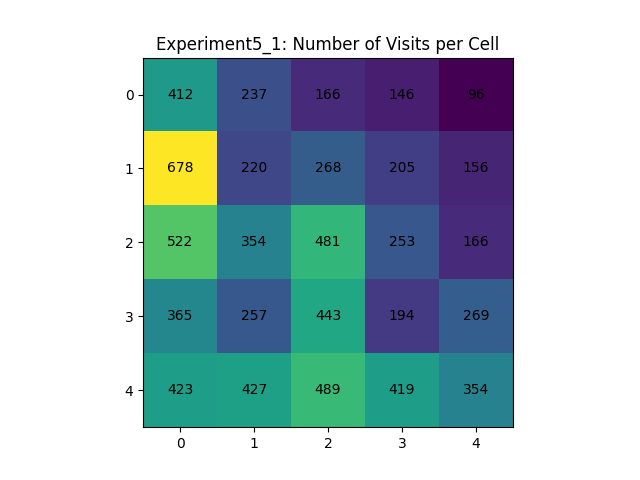 Experiment5_1: Number of Visits per Cell
0 412 237 166 146 96
1 678 220 268 205 156
2 522 354 481 253 166
3 365 257 443 194 269
4 423 427 489 419 354
0 1 2 3 4